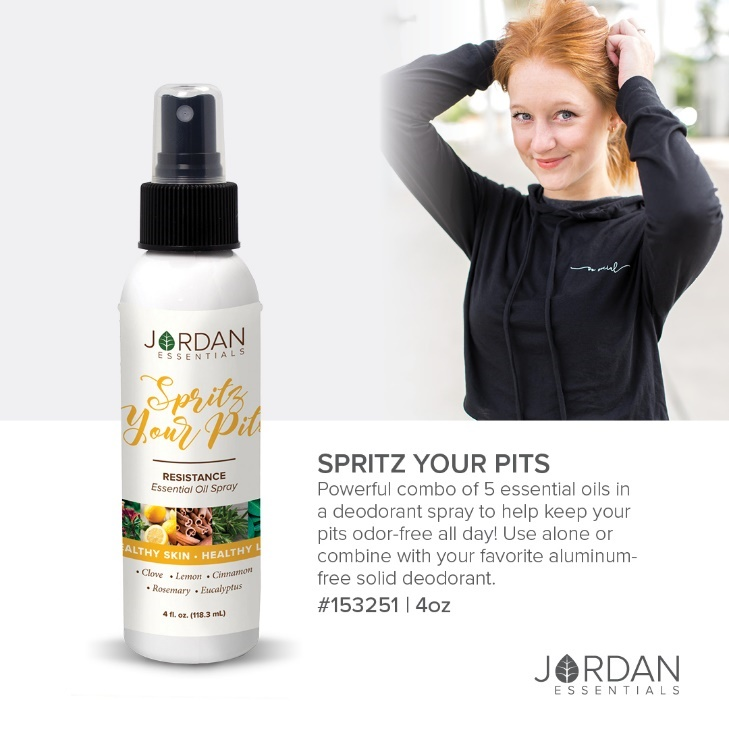 JORDAN
ESSENTIALS
Spritz
Your Pits
RESISTANCE
Essential Oil Spray
EALTHY SKIN • HEALTHY L
• Clove • Lemon • Cinnamon
• Rosemary • Eucalyptus
4 fl. oz. (118.3 mL)
SPRITZ YOUR PITS
Powerful combo of 5 essential oils in
a deodorant spray to help keep your
pits odor-free all day! Use alone or
combine with your favorite aluminum-
free solid deodorant.
#153251 | 4oz
JORDAN
ESSENTIALS